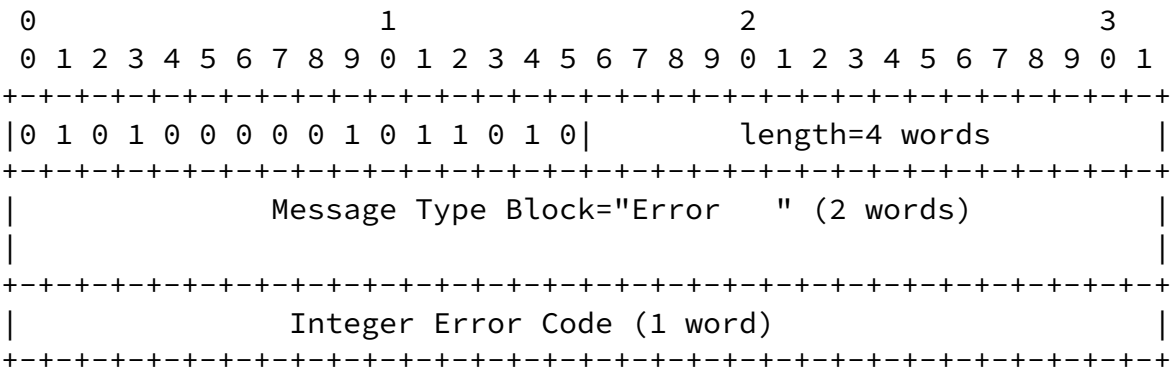 0                   1                   2                   3
 0 1 2 3 4 5 6 7 8 9 0 1 2 3 4 5 6 7 8 9 0 1 2 3 4 5 6 7 8 9 0 1
+-+-+-+-+-+-+-+-+-+-+-+-+-+-+-+-+-+-+-+-+-+-+-+-+-+-+-+-+-+-+-+-+
|0 1 0 1 0 0 0 0 0 1 0 1 1 0 1 0|        length=4 words         |
+-+-+-+-+-+-+-+-+-+-+-+-+-+-+-+-+-+-+-+-+-+-+-+-+-+-+-+-+-+-+-+-+
|              Message Type Block="Error   " (2 words)          |
|                                                               |
+-+-+-+-+-+-+-+-+-+-+-+-+-+-+-+-+-+-+-+-+-+-+-+-+-+-+-+-+-+-+-+-+
|               Integer Error Code (1 word)                     |
+-+-+-+-+-+-+-+-+-+-+-+-+-+-+-+-+-+-+-+-+-+-+-+-+-+-+-+-+-+-+-+-+